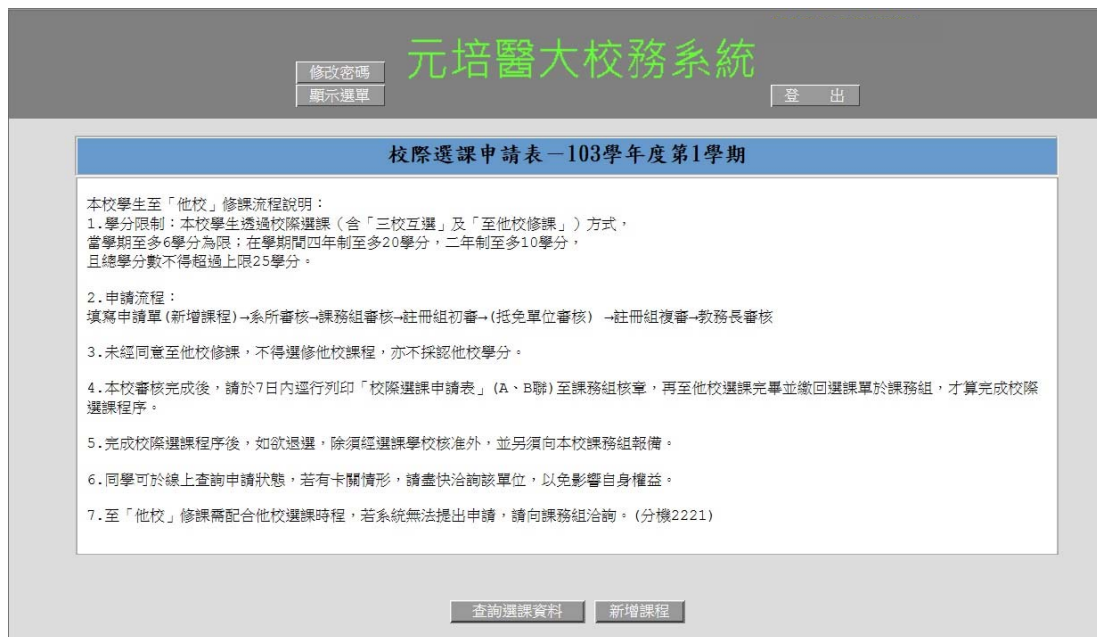 元培醫大校務系統
修改密碼
顯示選單
登 出
校際選課申請表－103學年度第1學期
本校學生至「他校」修課流程說明：
1.學分限制：本校學生透過校際選課（含「三校互選」及「至他校修課」）方式，
當學期至多6學分為限；在學期間四年制至多20學分，二年制至多10學分，
且總學分數不得超過上限25學分。
2.申請流程：
填寫申請單(新增課程)→系所審核→課務組審核→註冊組初審→(抵免單位審核) →註冊組複審→教務長審核
3.未經同意至他校修課，不得選修他校課程，亦不採認他校學分。
4.本校審核完成後，請於7日內逕行列印「校際選課申請表」(A、B聯)至課務組核章，再至他校選課完畢並繳回選課單於課務組，才算完成校際
選課程序。
5.完成校際選課程序後，如欲退選，除須經選課學校核准外，並另須向本校課務組報備。
6.同學可於線上查詢申請狀態，若有卡關情形，請盡快洽詢該單位，以免影響自身權益。
7.至「他校」修課需配合他校選課時程，若系統無法提出申請，請向課務組洽詢。(分機2221)
查詢選課資料
新增課程